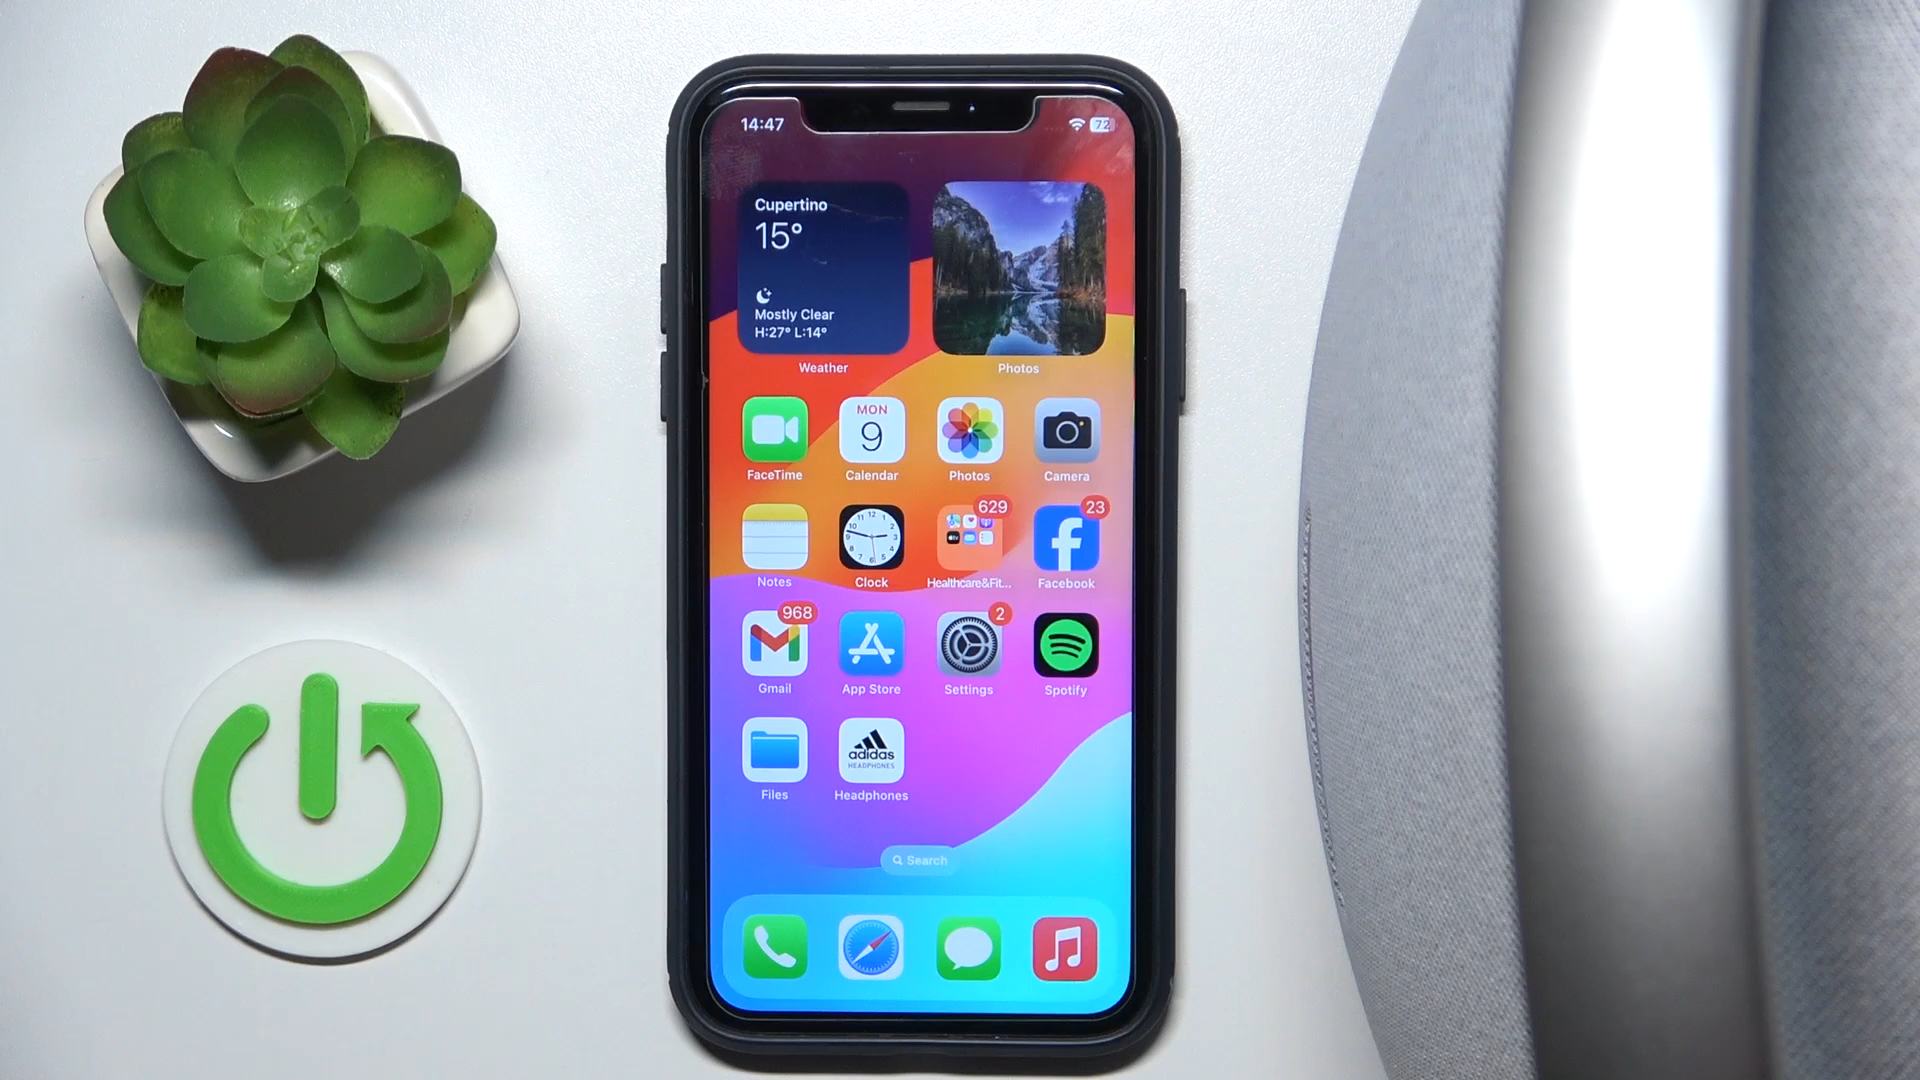 14:47
72
Cupertino
15°
Mostly Clear
H:27° L:14°
Weather
Photos
MON
9
FaceTime
Calendar
Photos
Camera
629
23
Notes
Clock
Healthcare&Fit...
Facebook
968
2
Gmail
App Store
Settings
Spotify
adidas
HEADPHONES
Files
Headphones
Search